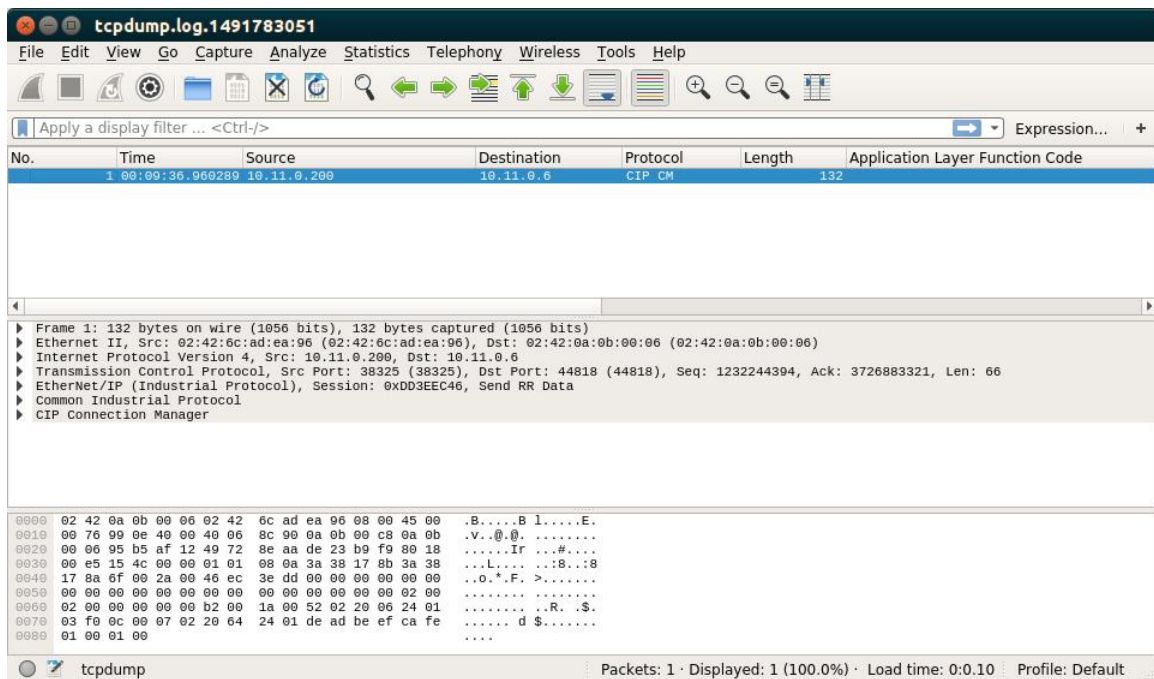 tcpdump.log.1491783051
File Edit View Go Capture Analyze Statistics Telephony Wireless Tools Help
Apply a display filter ... <Ctrl-/> Expression... +
No. Time Source Destination Protocol Length Application Layer Function Code
1 00:09:36.960289 10.11.0.200 10.11.0.6 CIP CM 132
Frame 1: 132 bytes on wire (1056 bits), 132 bytes captured (1056 bits)
Ethernet II, Src: 02:42:6c:ad:ea:96 (02:42:6c:ad:ea:96), Dst: 02:42:0a:0b:00:06 (02:42:0a:0b:00:06)
Internet Protocol Version 4, Src: 10.11.0.200, Dst: 10.11.0.6
Transmission Control Protocol, Src Port: 38325 (38325), Dst Port: 44818 (44818), Seq: 1232244394, Ack: 3726883321, Len: 66
EtherNet/IP (Industrial Protocol), Session: 0xDD3EEC46, Send RR Data
Common Industrial Protocol
CIP Connection Manager
0000 02 42 0a 0b 00 06 02 42 6c ad ea 96 08 00 45 00 .B.....B l.....E.
0010 00 76 99 0e 40 00 40 06 8c 90 0a 0b 00 c8 0a 0b .v..@.@. ........
0020 00 06 95 b5 af 12 49 72 8e aa de 23 b9 f9 80 18 ......Ir ...#....
0030 00 e5 15 4c 00 00 01 01 08 0a 3a 38 17 8b 3a 38 ...L.... ..:8..:8
0040 17 8a 6f 00 2a 00 46 ec 3e dd 00 00 00 00 00 00 ..o.*.F. >.......
0050 00 00 00 00 00 00 00 00 00 00 00 00 00 00 02 00 ........ ........
0060 02 00 00 00 00 00 b2 00 1a 00 52 02 20 06 24 01 ........ ..R. .$.
0070 03 f0 0c 00 07 02 20 64 24 01 de ad be ef ca fe ...... d $.......
0080 01 00 01 00 ....
tcpdump Packets: 1 · Displayed: 1 (100.0%) · Load time: 0:0.10 Profile: Default